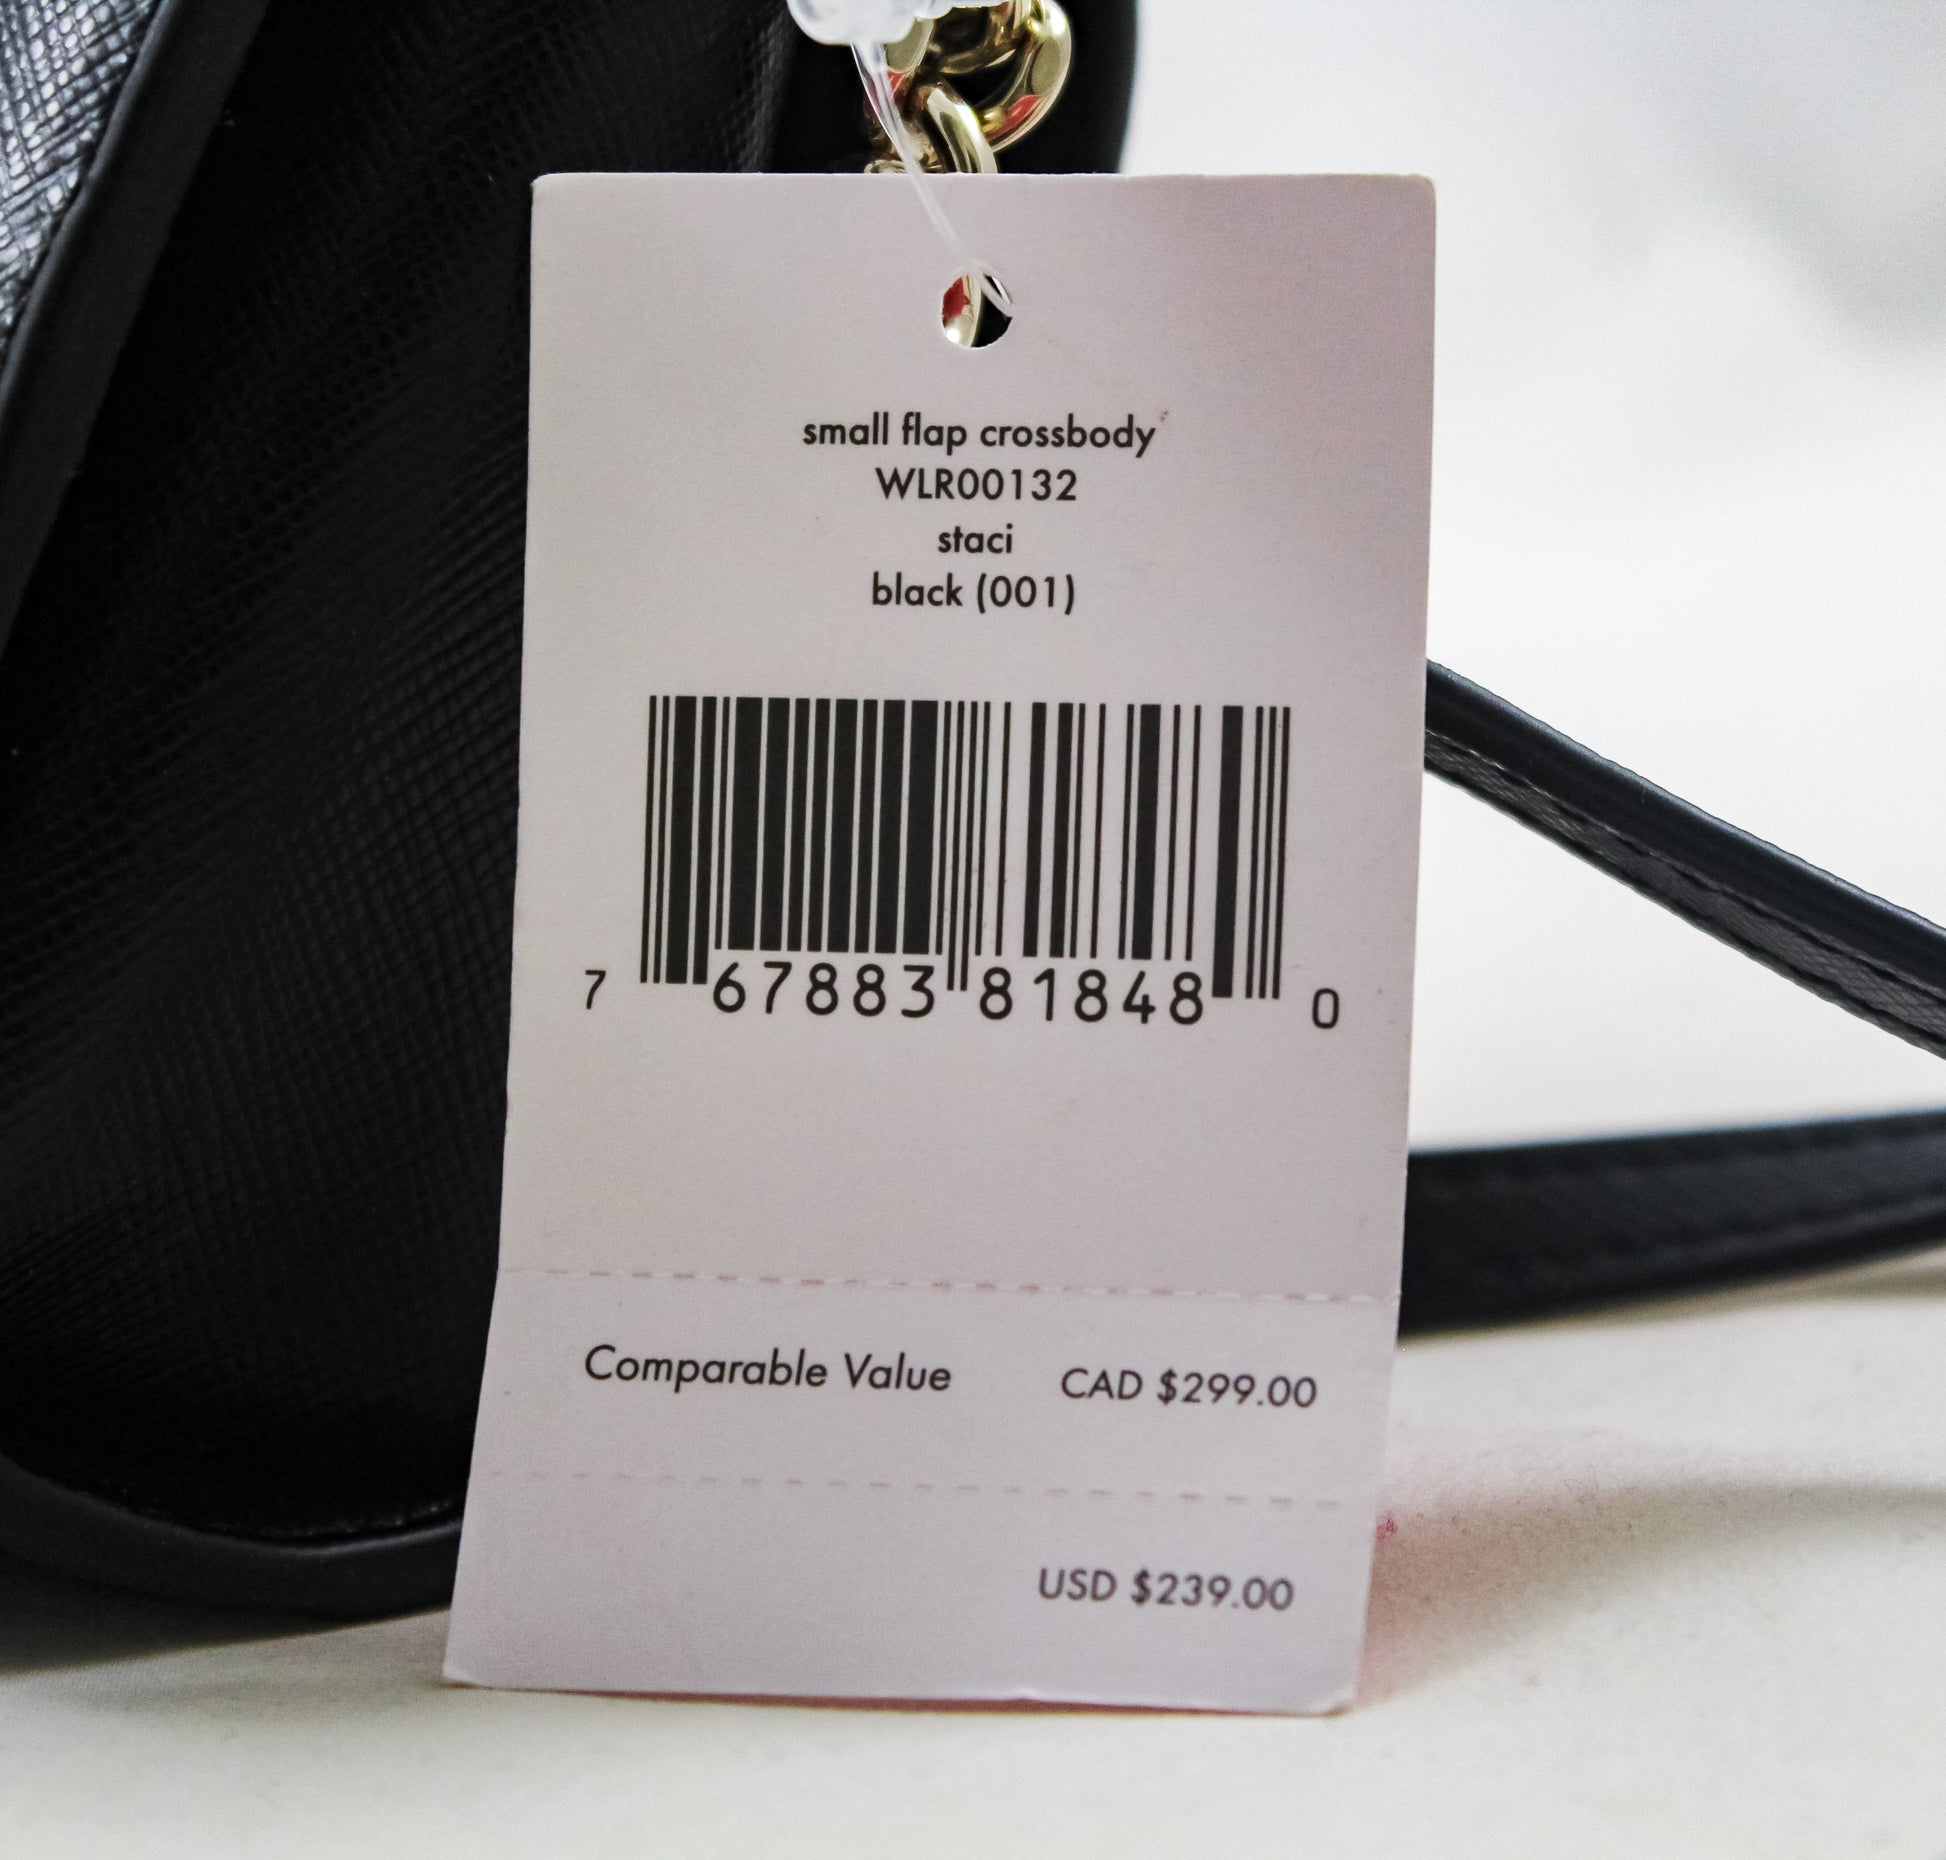 small flap crossbody
WLR00132
staci
black (001)
7 67883 81848 0
Comparable Value CAD $299.00
USD $239.00